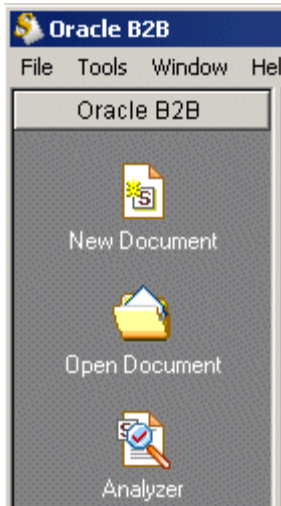 Oracle B2B
File Tools Window Hel
Oracle B2B
New Document
Open Document
Analyzer